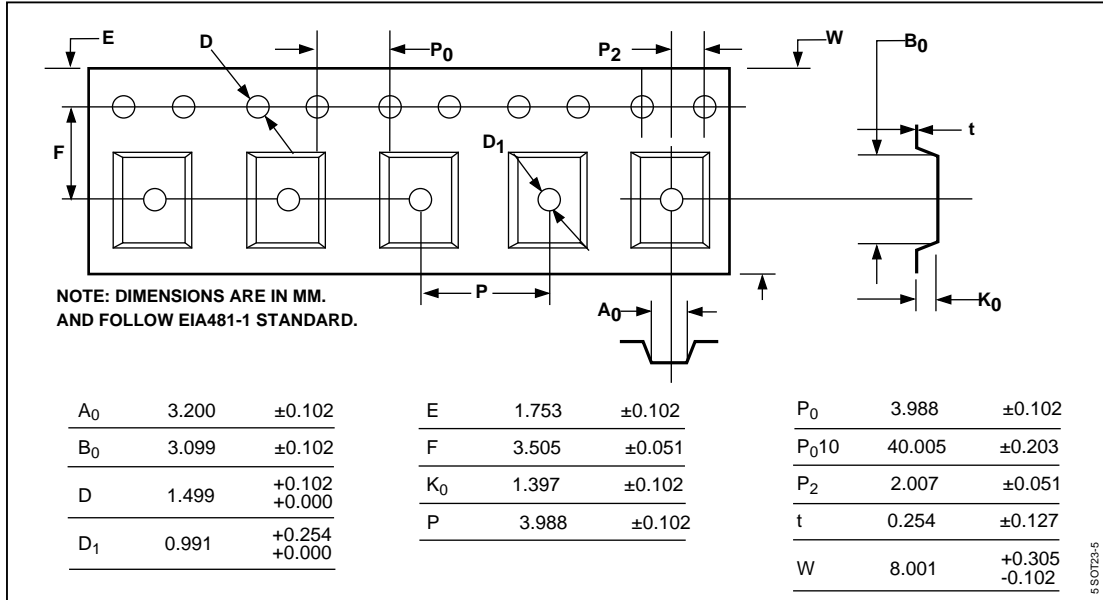 E
D
P0
P2
W
B0
F
D1
t
P
A0
K0
NOTE: DIMENSIONS ARE IN MM.
AND FOLLOW EIA481-1 STANDARD.
A0 3.200 ±0.102
B0 3.099 ±0.102
D 1.499 +0.102
+0.000
D1 0.991 +0.254
+0.000
E 1.753 ±0.102
F 3.505 ±0.051
K0 1.397 ±0.102
P 3.988 ±0.102
P0 3.988 ±0.102
P010 40.005 ±0.203
P2 2.007 ±0.051
t 0.254 ±0.127
W 8.001 +0.305
-0.102
5 SOT23-5